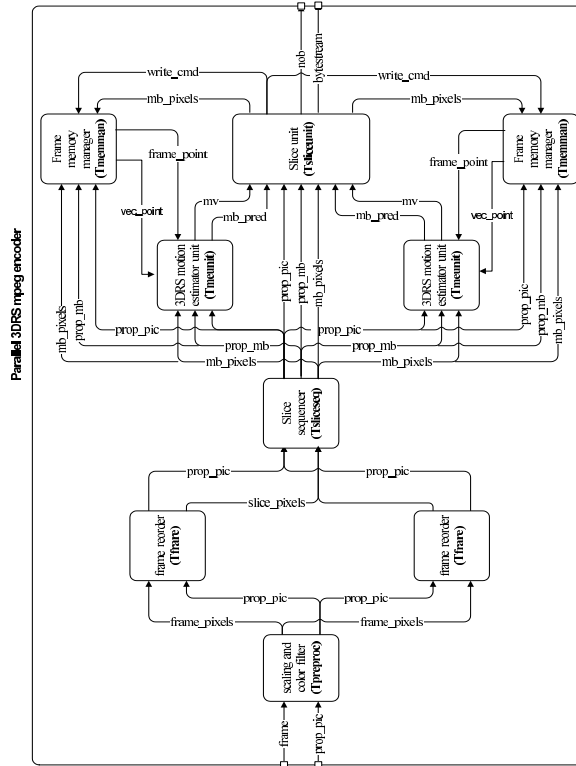 Parallel 3DRS mpeg encoder
nob
bytestream
write_cmd
write_cmd
mb_pixels
mb_pixels
Frame
memory
manager
(Tmemman)
Slice unit
(Tsliceunit)
Frame
memory
manager
(Tmemman)
frame_point
frame_point
vec_point
vec_point
mv
mb_pred
mv
mb_pred
3DRS motion
estimator unit
(Tmeunit)
3DRS motion
estimator unit
(Tmeunit)
prop_pic
prop_mb
mb_pixels
mb_pixels
prop_mb
prop_pic
prop_pic
prop_mb
mb_pixels
prop_pic
prop_mb
mb_pixels
prop_pic
prop_mb
mb_pixels
Slice
sequencer
(Tsliceseq)
prop_pic
prop_pic
slice_pixels
frame reorder
(Tfrare)
frame reorder
(Tfrare)
prop_pic
prop_pic
frame_pixels
frame_pixels
scaling and
color filter
(Tpreproc)
frame
prop_pic